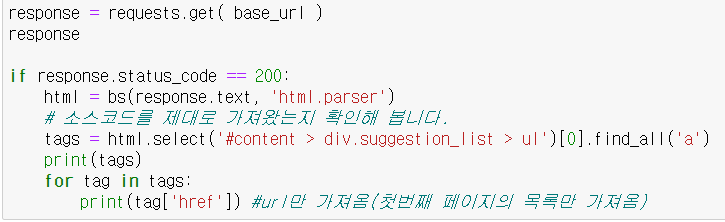 response = requests.get( base_url )
response
if response.status_code == 200:
html = bs(response.text, 'html.parser')
# 소스코드를 제대로 가져왔는지 확인해 봅니다.
tags = html.select('#content > div.suggestion_list > ul')[0].find_all('a')
print(tags)
for tag in tags:
print(tag['href']) #url만 가져옴(첫번째 페이지의 목록만 가져옴)